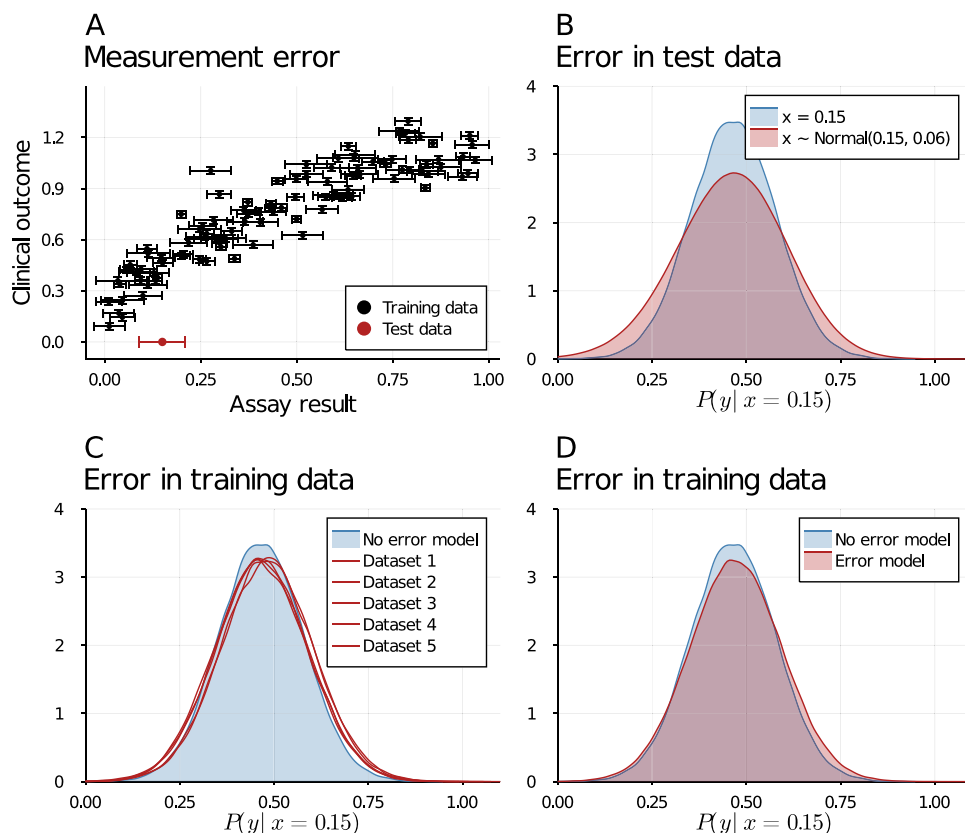 A
Measurement error
Clinical outcome
1.2
0.9
0.6
0.3
0.0
Training data
Test data
0.00 0.25 0.50 0.75 1.00
Assay result
B
Error in test data
4
3
2
1
0
x = 0.15
x ~ Normal(0.15, 0.06)
0.00 0.25 0.50 0.75 1.00
P(y| x = 0.15)
C
Error in training data
4
3
2
1
0
No error model
Dataset 1
Dataset 2
Dataset 3
Dataset 4
Dataset 5
0.00 0.25 0.50 0.75 1.00
P(y| x = 0.15)
D
Error in training data
4
3
2
1
0
No error model
Error model
0.00 0.25 0.50 0.75 1.00
P(y| x = 0.15)